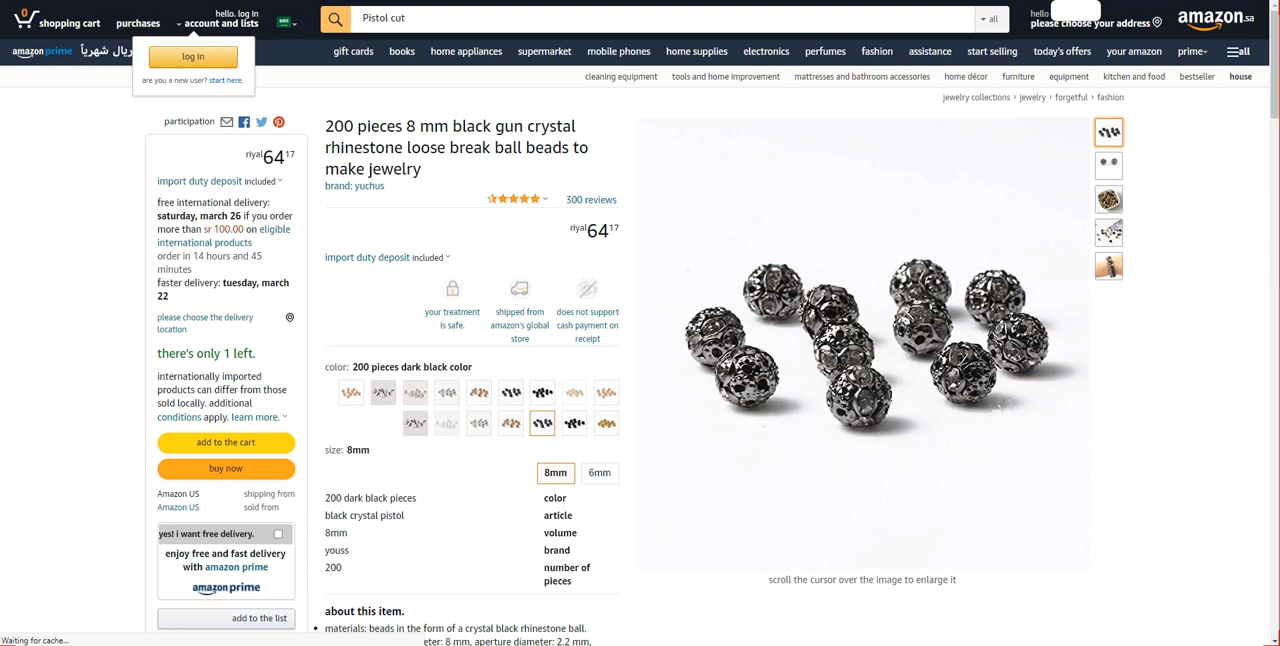 0
shopping cart
purchases
hello. log in
account and lists
Pistol cut
all
hello
please choose your address
amazon.sa
amazon prime
ريال شهرياً
gift cards
books
home appliances
supermarket
mobile phones
home supplies
electronics
perfumes
fashion
assistance
start selling
today's offers
your amazon
prime
all
log in
are you a new user? start here.
cleaning equipment
tools and home improvement
mattresses and bathroom accessories
home décor
furniture
equipment
kitchen and food
bestseller
house
jewelry collections › jewelry › forgetful › fashion
participation
riyal 64 17
import duty deposit included
free international delivery:
saturday, march 26 if you order
more than sr 100.00 on eligible
international products
order in 14 hours and 45
minutes
faster delivery: tuesday, march
22
please choose the delivery
location
there's only 1 left.
internationally imported
products can differ from those
sold locally. additional
conditions apply. learn more.
add to the cart
buy now
Amazon US shipping from
Amazon US sold from
yes! i want free delivery.
enjoy free and fast delivery
with amazon prime
amazon prime
add to the list
200 pieces 8 mm black gun crystal
rhinestone loose break ball beads to
make jewelry
brand: yuchus
300 reviews
riyal 64 17
import duty deposit included
your treatment
is safe.
shipped from
amazon's global
store
does not support
cash payment on
receipt
color: 200 pieces dark black color
size: 8mm
8mm 6mm
200 dark black pieces color
black crystal pistol article
8mm volume
youss brand
200 number of
pieces
about this item.
• materials: beads in the form of a crystal black rhinestone ball.
eter: 8 mm, aperture diameter: 2.2 mm,
scroll the cursor over the image to enlarge it
Waiting for cache...